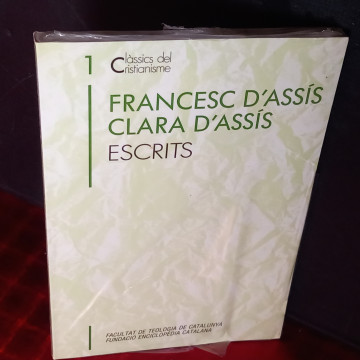 1 Clàssics del
Cristianisme
FRANCESC D'ASSÍS
CLARA D'ASSÍS
ESCRITS
FACULTAT DE TEOLOGIA DE CATALUNYA
FUNDACIÓ ENCICLOPÈDIA CATALANA